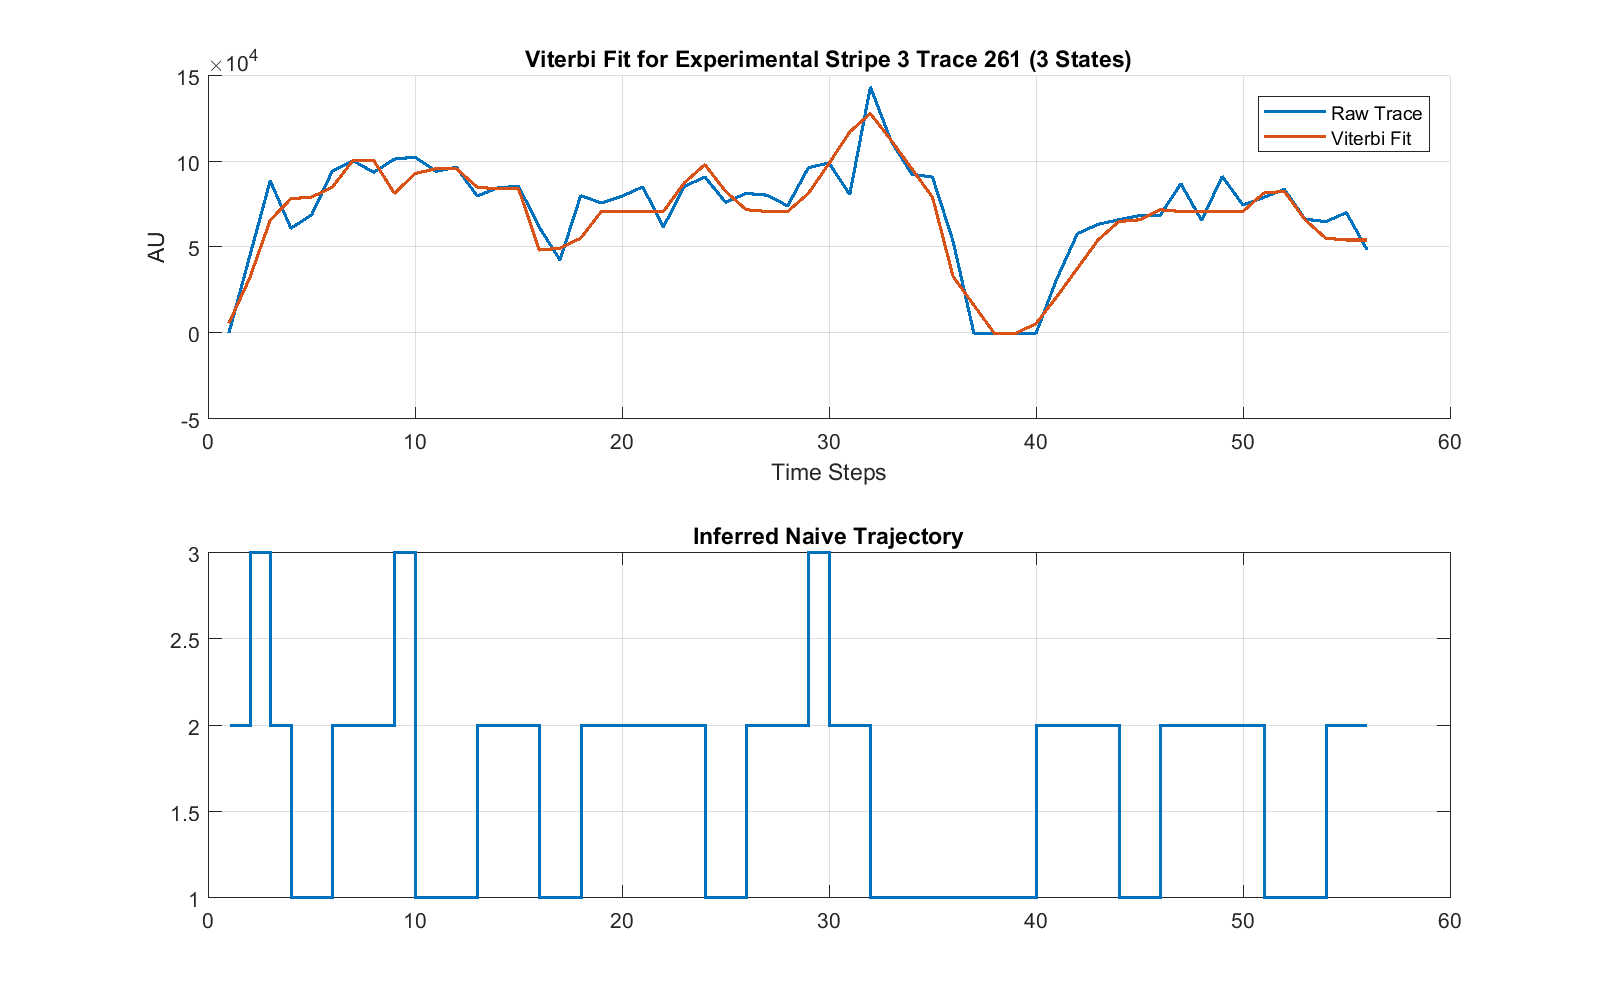 Viterbi Fit for Experimental Stripe 3 Trace 261 (3 States)
×10⁴
15
10
5
0
-5
AU
Raw Trace
Viterbi Fit
0 10 20 30 40 50 60
Time Steps
Inferred Naive Trajectory
3
2.5
2
1.5
1
0 10 20 30 40 50 60